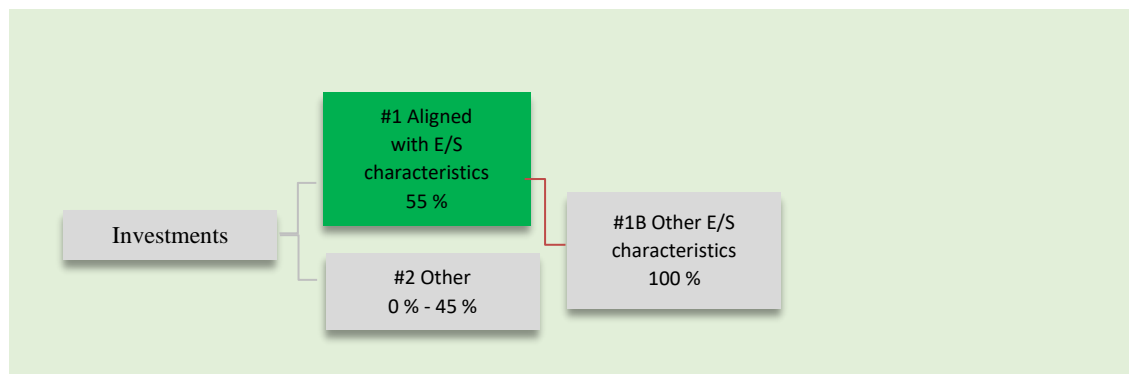 Investments
#1 Aligned
with E/S
characteristics
55 %
#2 Other
0 % - 45 %
#1B Other E/S
characteristics
100 %